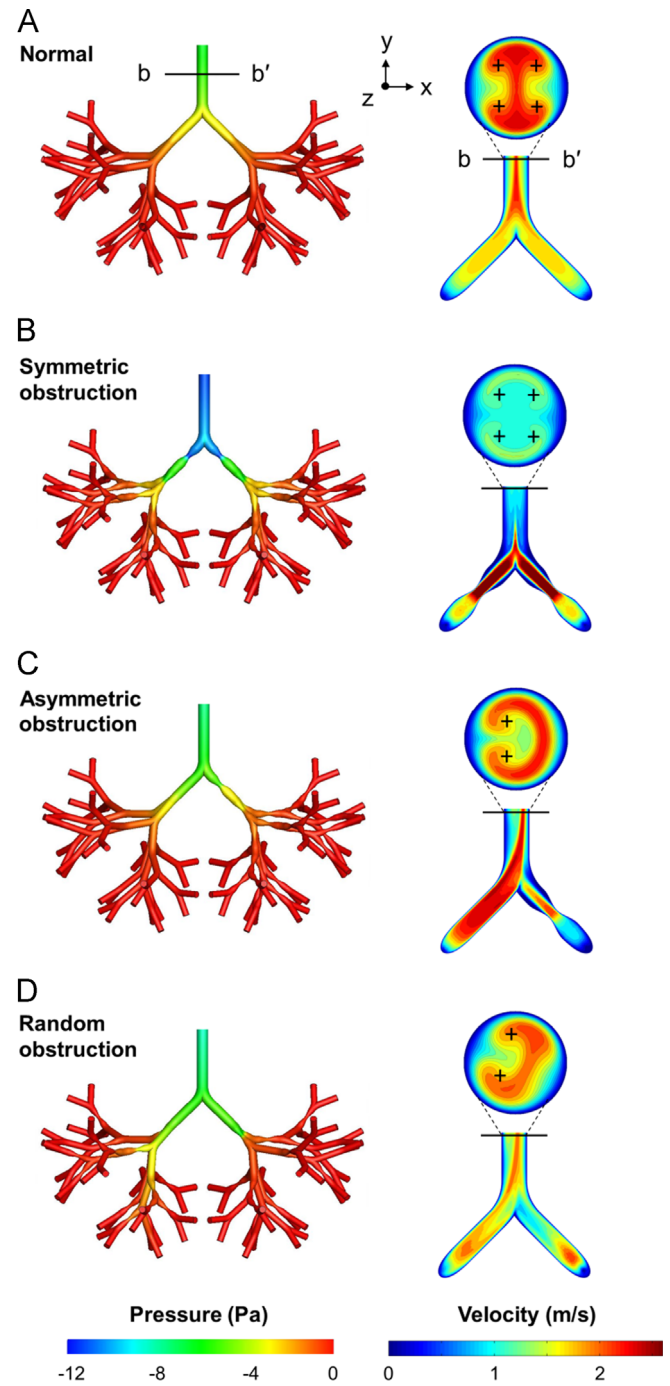 A
Normal
b b′
y
z x
+ +
+ +
b b′
B
Symmetric
obstruction
+ +
+ +
C
Asymmetric
obstruction
+
+
D
Random
obstruction
+
+
Pressure (Pa)
-12 -8 -4 0
Velocity (m/s)
0 1 2